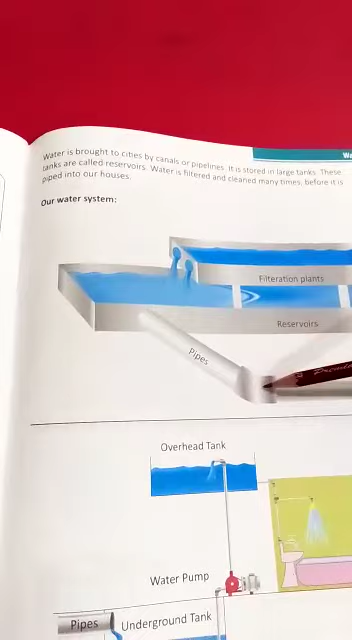 Water is brought to cities by canals or pipelines. It is stored in large tanks. These
tanks are called reservoirs. Water is filtered and cleaned many times, before it is
piped into our houses.
Our water system:
Filteration plants
Reservoirs
Pipes
Overhead Tank
Water Pump
Pipes
Underground Tank